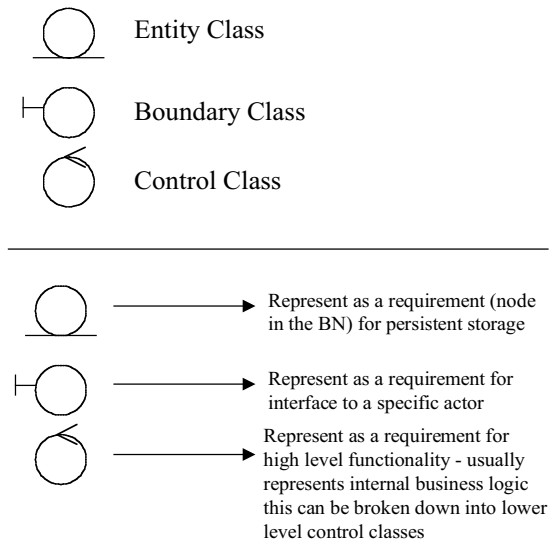 Entity Class
Boundary Class
Control Class
Represent as a requirement (node
in the BN) for persistent storage
Represent as a requirement for
interface to a specific actor
Represent as a requirement for
high level functionality - usually
represents internal business logic
this can be broken down into lower
level control classes